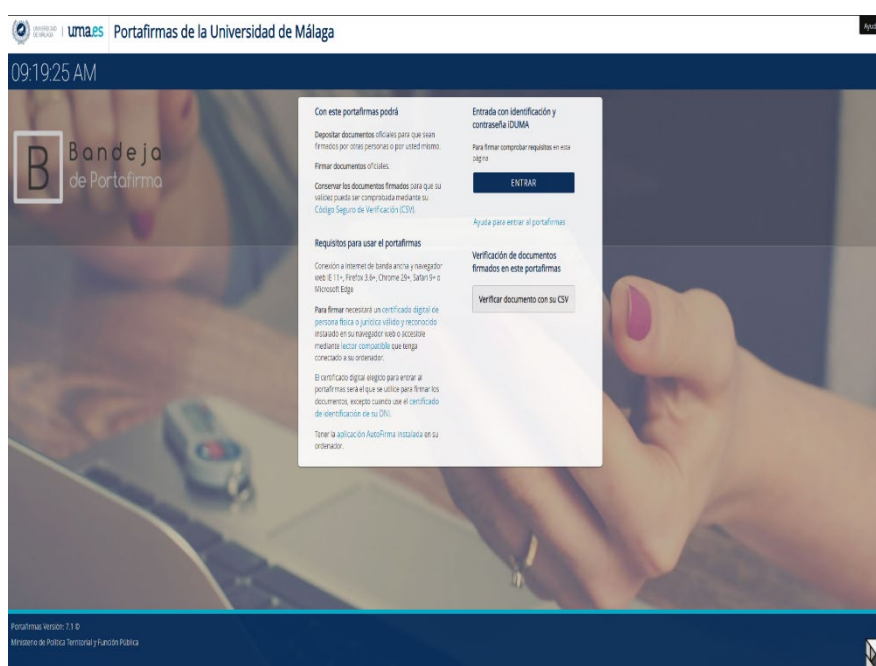 UNIVERSIDAD
DE MÁLAGA
uma.es
Portafirmas de la Universidad de Málaga
Ayud
09:19:25 AM
B
Bandeja
de Portafirma
Con este portafirmas podrá
Depositar documentos oficiales para que sean
firmados por otras personas o por usted mismo.
Firmar documentos oficiales.
Conservar los documentos firmados para que su
validez pueda ser comprobada mediante su
Código Seguro de Verificación (CSV).
Requisitos para usar el portafirmas
Conexión a Internet de banda ancha y navegador
web IE 11+, Firefox 3.6+, Chrome 29+, Safari 9+ o
Microsoft Edge
Para firmar necesitará un certificado digital de
persona física o jurídica válido y reconocido
instalado en su navegador web o accesible
mediante lector compatible que tenga
conectado a su ordenador.
El certificado digital elegido para entrar al
portafirmas será el que se utilice para firmar los
documentos, excepto cuando use el certificado
de identificación de su DNI.
Tener la aplicación AutoFirma instalada en su
ordenador.
Entrada con identificación y
contraseña iDUMA
Para firmar comprobar requisitos en esta
página
ENTRAR
Ayuda para entrar al portafirmas
Verificación de documentos
firmados en este portafirmas
Verificar documento con su CSV
Portafirmas Versión: 7.1 ©
Ministerio de Política Territorial y Función Pública